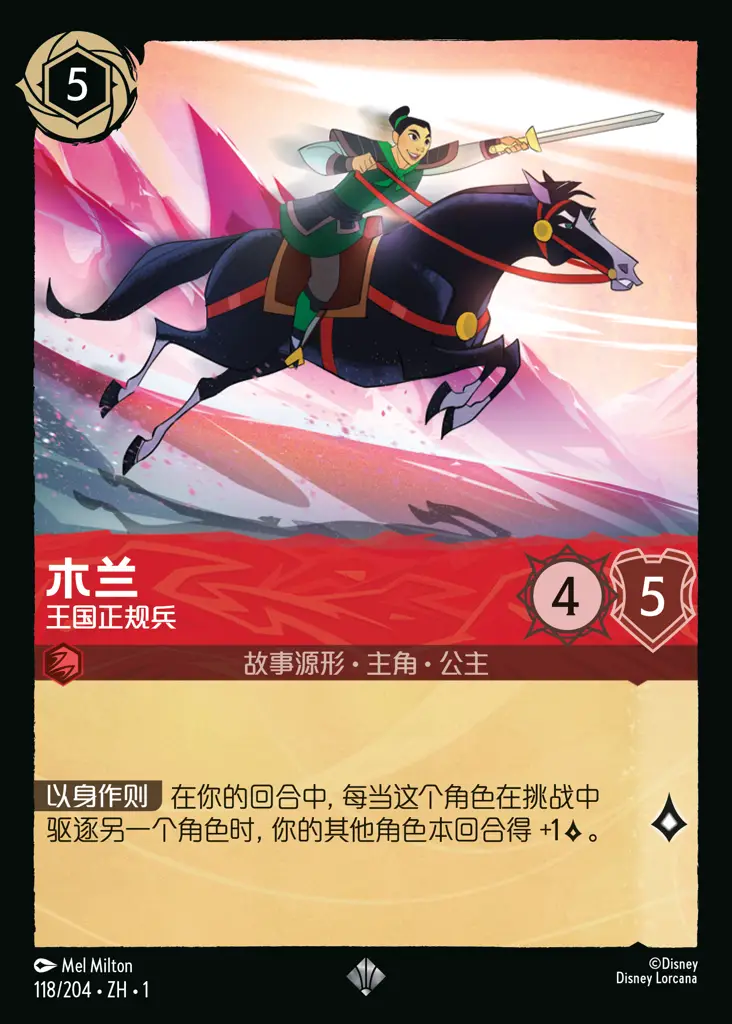 5
木兰
王国正规兵
4
5
故事源形・主角・公主
以身作则 在你的回合中,每当这个角色在挑战中
驱逐另一个角色时,你的其他角色本回合得 +1。
Mel Milton
118/204 • ZH • 1
©Disney
Disney Lorcana